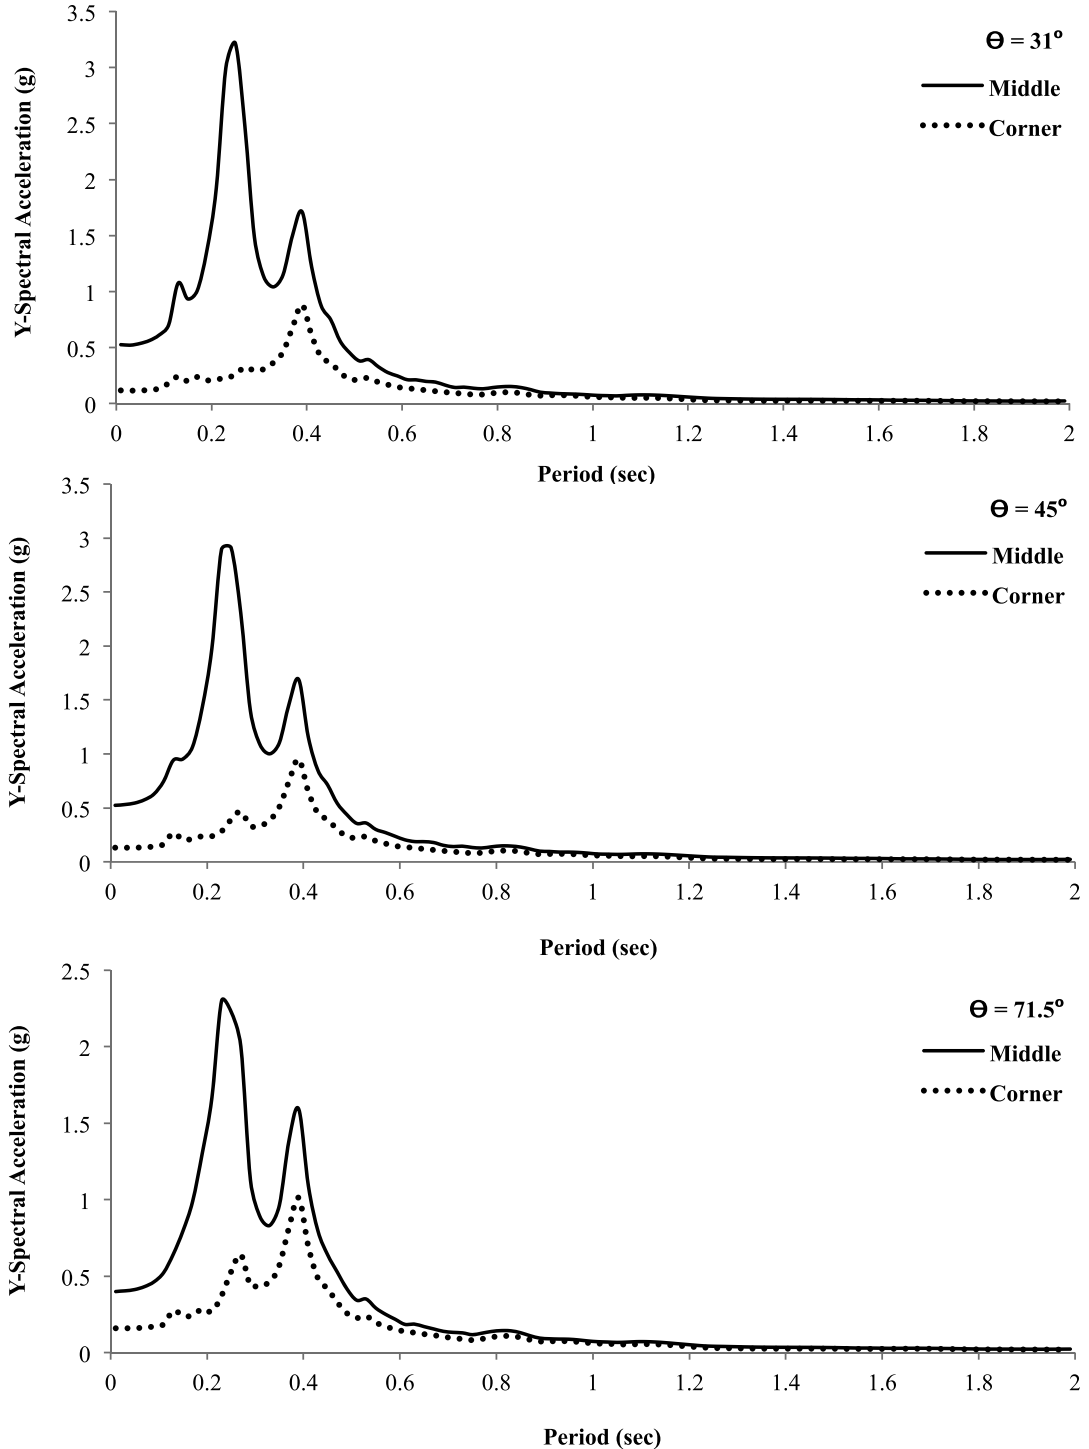 Y-Spectral Acceleration (g)
3.5
3
2.5
2
1.5
1
0.5
0
ϴ = 31º
Middle
Corner
0 0.2 0.4 0.6 0.8 1 1.2 1.4 1.6 1.8 2
Period (sec)
Y-Spectral Acceleration (g)
3.5
3
2.5
2
1.5
1
0.5
0
ϴ = 45º
Middle
Corner
0 0.2 0.4 0.6 0.8 1 1.2 1.4 1.6 1.8 2
Period (sec)
Y-Spectral Acceleration (g)
2.5
2
1.5
1
0.5
0
ϴ = 71.5º
Middle
Corner
0 0.2 0.4 0.6 0.8 1 1.2 1.4 1.6 1.8 2
Period (sec)